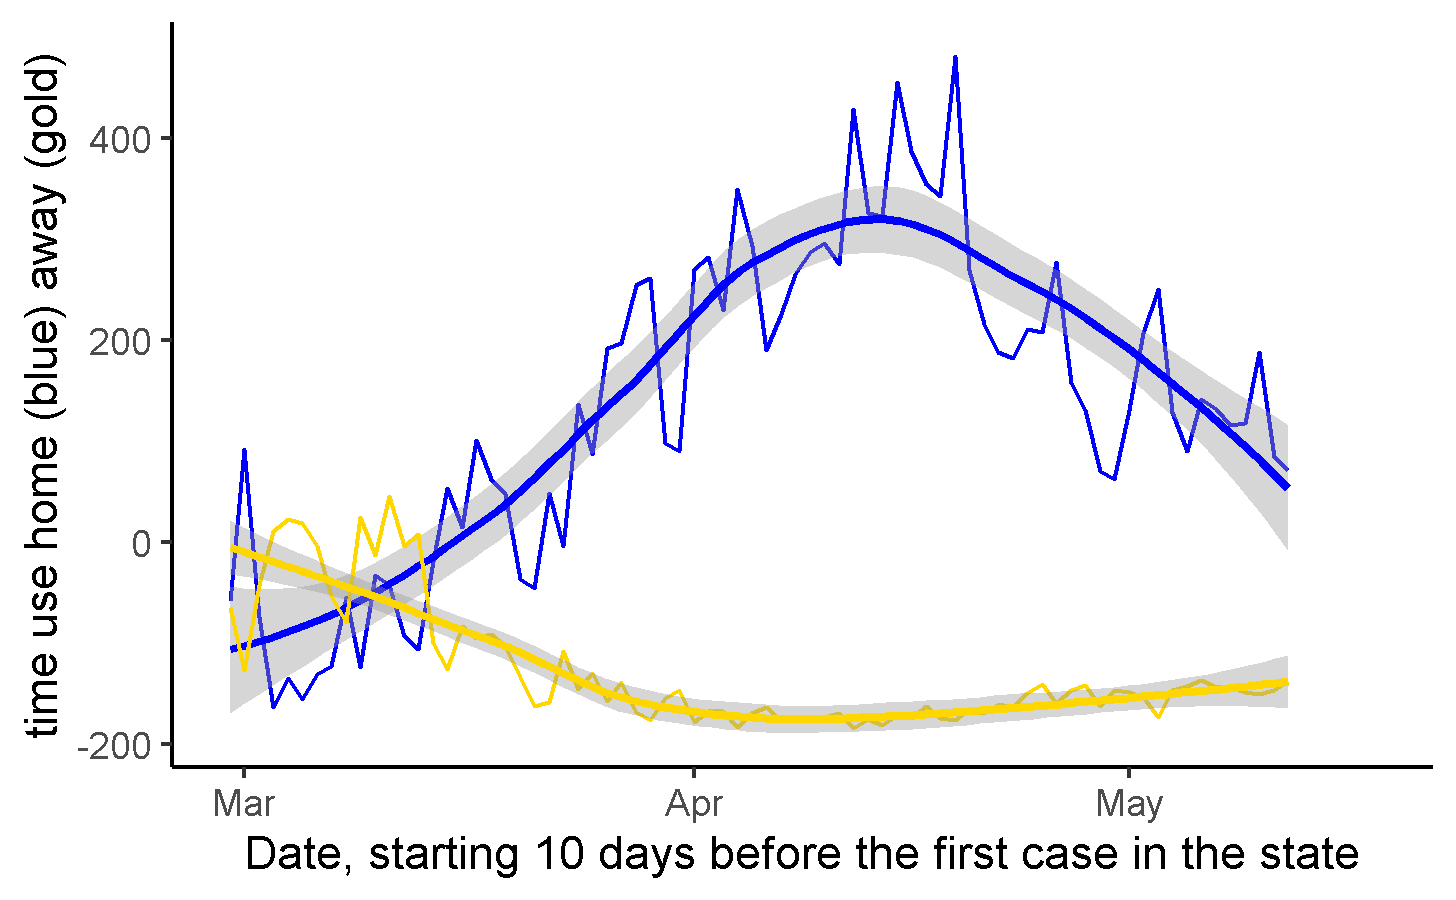 time use home (blue) away (gold)
400
200
0
-200
Mar
Apr
May
Date, starting 10 days before the first case in the state